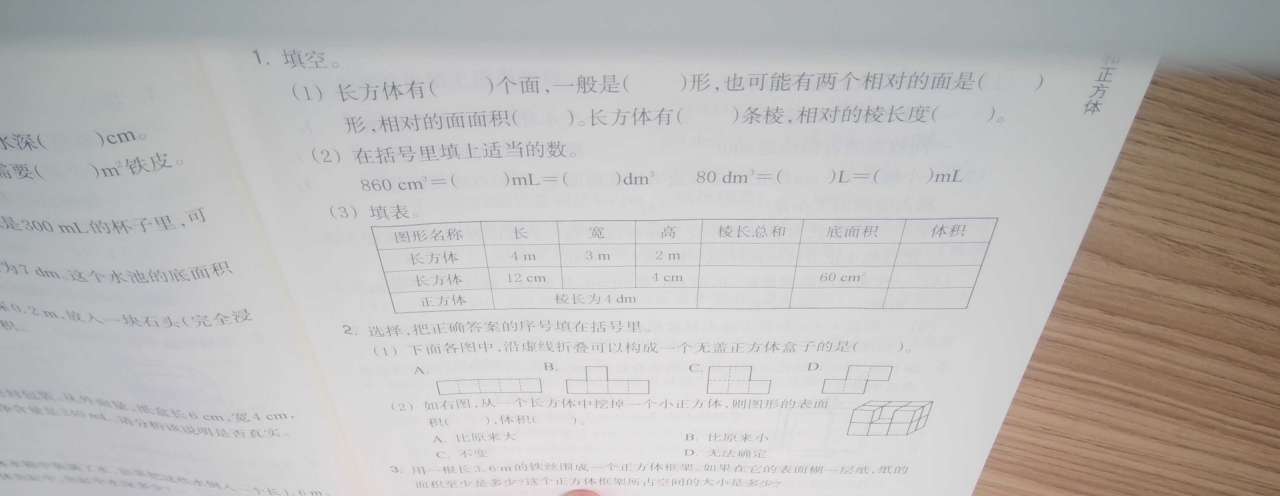 水深(  )cm。
需要(  )m²铁皮。
是300 mL的杯子里,可
为7 dm,这个水池的底面积
深0.2 m,放入一块石头(完全浸
积。
正方体
1. 填空。
(1) 长方体有(  )个面,一般是(  )形,也可能有两个相对的面是(  )
形,相对的面面积(  )。长方体有(  )条棱,相对的棱长度(  )。
(2) 在括号里填上适当的数。
860 cm³=(  )mL=(  )dm³  80 dm³=(  )L=(  )mL
(3) 填表。
图形名称 长 宽 高 棱长总和 底面积 体积
长方体 4 m 3 m 2 m
长方体 12 cm 4 cm 60 cm²
正方体 棱长为4 dm
2. 选择,把正确答案的序号填在括号里。
(1) 下面各图中,沿虚线折叠可以构成一个无盖正方体盒子的是(  )。
A. B. C. D.
(2) 如右图,从一个长方体中挖掉一个小正方体,则图形的表面
积(  ),体积(  )。
A. 比原来大 B. 比原来小
C. 不变 D. 无法确定
3. 用一根长3.6 m的铁丝围成一个正方体框架。如果在它的表面糊一层纸,纸的
面积至少是多少?这个正方体框架所占空间的大小是多少?